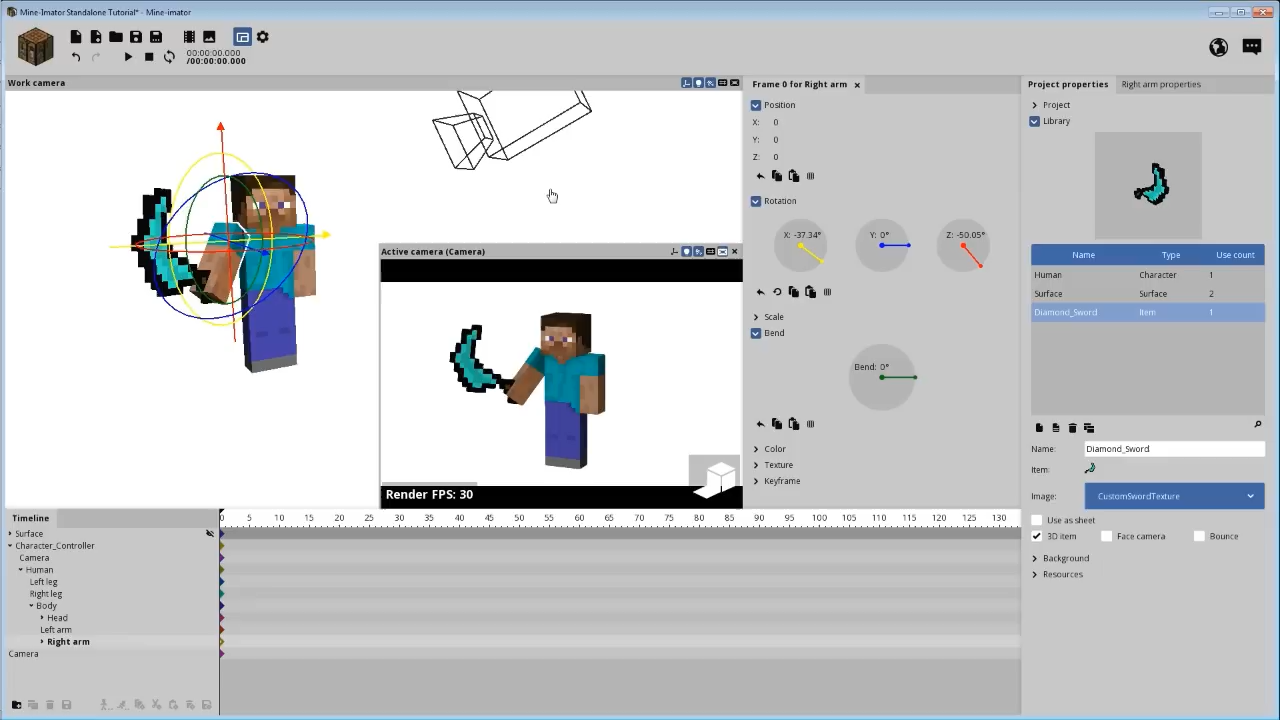 Mine-Imator Standalone Tutorial* - Mine-imator
00:00:00.000
/00:00:00.000
Work camera
Active camera (Camera)
Render FPS: 30
Frame 0 for Right arm
Position
X: 0
Y: 0
Z: 0
Rotation
X: -37.34° Y: 0° Z: -50.05°
Scale
Bend
Bend: 0°
Color
Texture
Keyframe
Project properties Right arm properties
Project
Library
Name Type Use count
Human Character 1
Surface Surface 2
Diamond_Sword Item 1
Name: Diamond_Sword
Item:
Image: CustomSwordTexture
Use as sheet
3D item Face camera Bounce
Background
Resources
Timeline
0 5 10 15 20 25 30 35 40 45 50 55 60 65 70 75 80 85 90 95 100 105 110 115 120 125 130
Surface
Character_Controller
Camera
Human
Left leg
Right leg
Body
Head
Left arm
Right arm
Camera